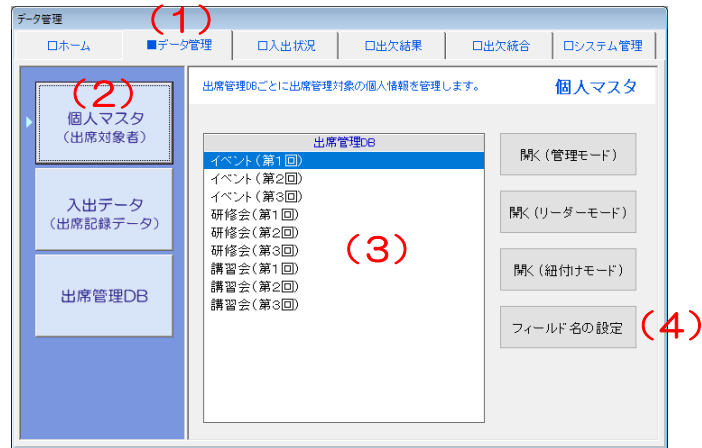 データ管理
(1)
□ホーム ■データ管理 □入出状況 □出欠結果 □出欠統合 □システム管理
(2)
個人マスタ
(出席対象者)
入出データ
(出席記録データ)
出席管理DB
出席管理DBごとに出席管理対象の個人情報を管理します。
個人マスタ
出席管理DB
イベント(第1回)
イベント(第2回)
イベント(第3回)
研修会(第1回)
研修会(第2回)
研修会(第3回)
講習会(第1回)
講習会(第2回)
講習会(第3回)
(3)
開く(管理モード)
開く(リーダーモード)
開く(紐付けモード)
フィールド名の設定
(4)